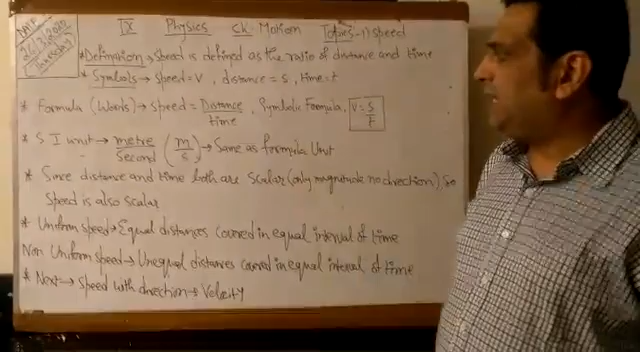 IX Physics CK-Motion Topics-1) Speed
DATE
(Thursday)
* Definition → Speed is defined as the ratio of distance and time
* Symbols → Speed = V, distance = s, time = t
* Formula (Words) → Speed = Distance/time, Symbolic Formula, V = S/t
* S I unit → metre/Second (m/s) → Same as formula Unit
* Since distance and time both are scalar (only magnitude no direction) So
Speed is also scalar
* Uniform speed → Equal distances covered in equal interval of time
Non Uniform speed → Unequal distances covered in equal interval of time
* Next → Speed with direction → Velocity